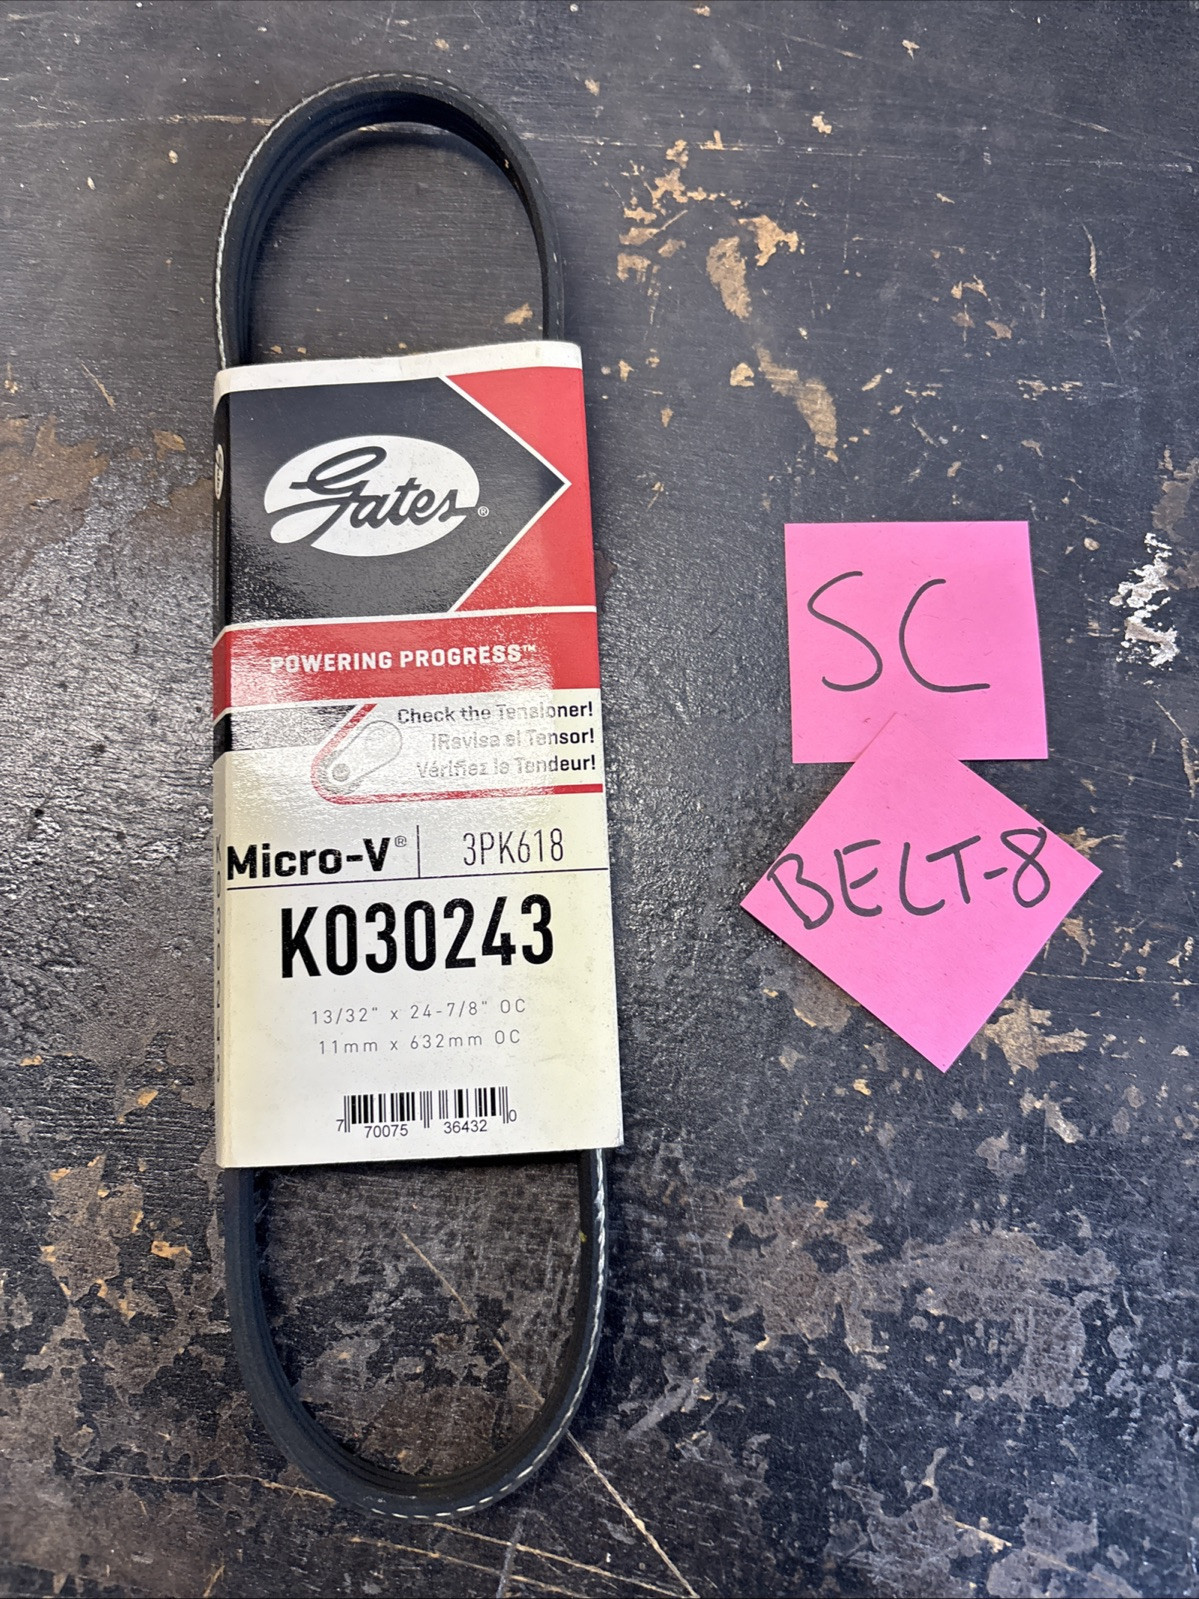 Gates®
POWERING PROGRESS™
Check the Tensioner!
¡Revisa el Tensor!
Vérifiez le Tendeur!
Micro-V® 3PK618
K030243
13/32" x 24-7/8" OC
11mm x 632mm OC
7 70075 36432 0
SC
BELT-8